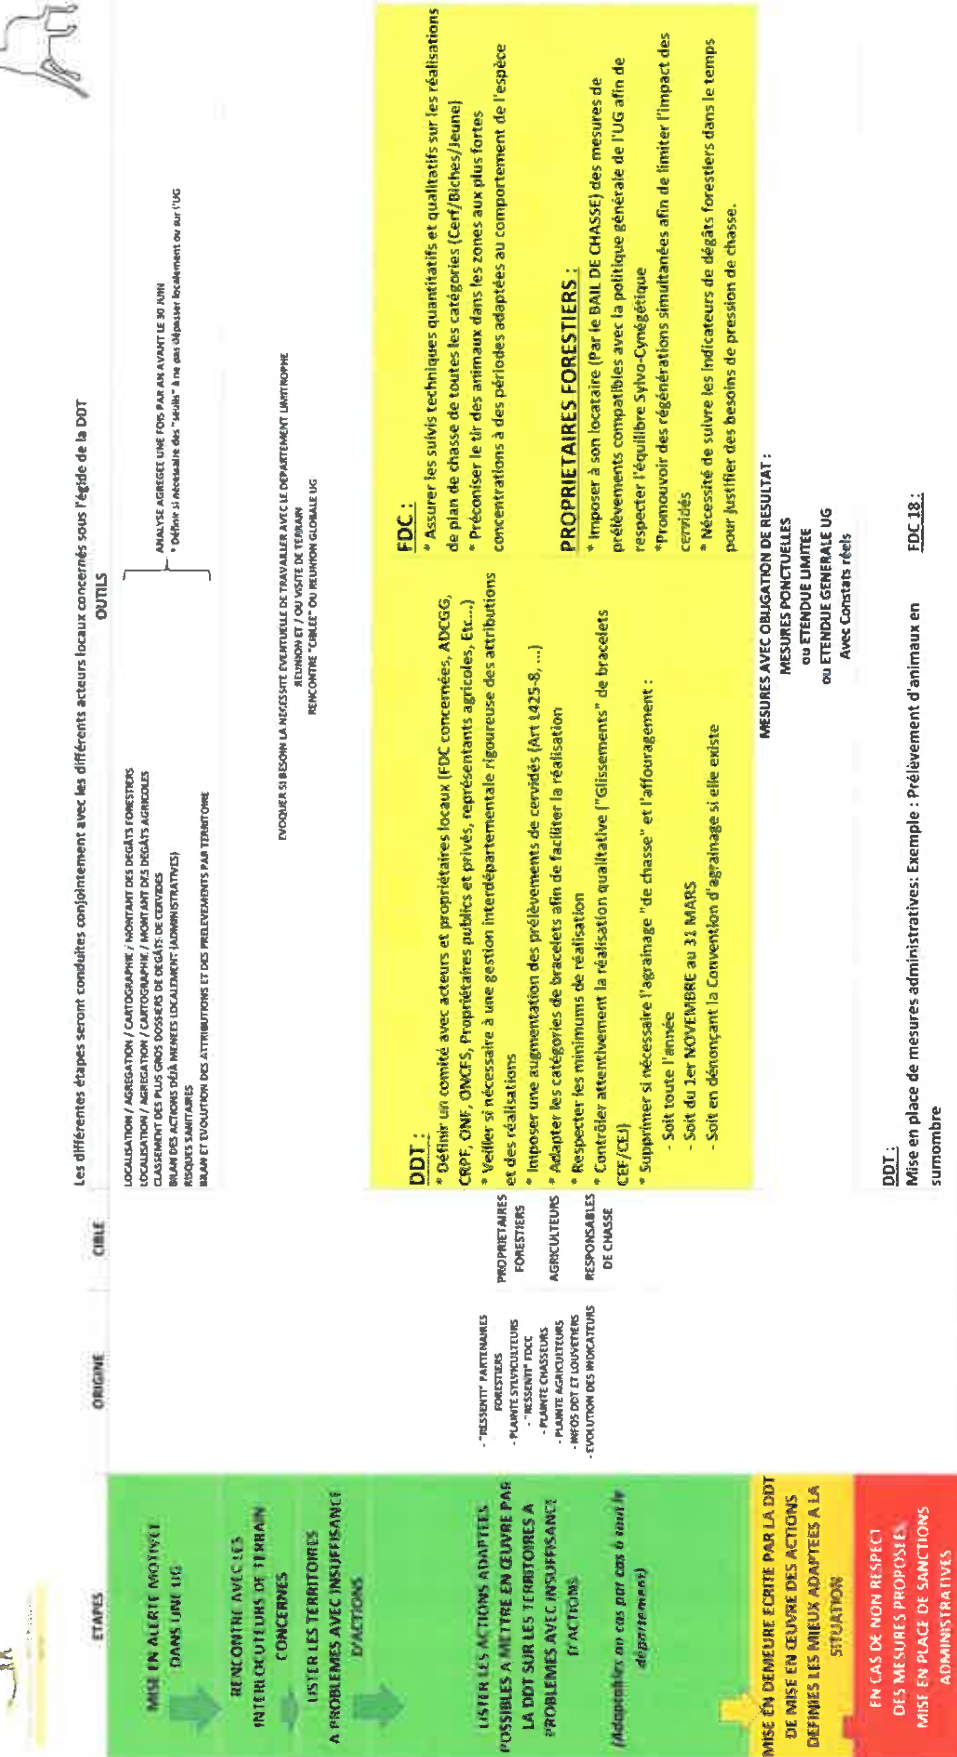 Les différentes étapes seront conduites conjointement avec les différents acteurs locaux concernés sous l'égide de la DDT
ETAPES
ORIGINE
CIBLE
OUTILS
MISE EN ALERTE MOTIVEE
DANS UNE UG
LOCALISATION / AGREGATION / CARTOGRAPHIE / MONTANT DES DEGÂTS FORESTIERS
LOCALISATION / AGREGATION / CARTOGRAPHIE / MONTANT DES DEGÂTS AGRICOLES
CLASSEMENT DES PLUS GROS DOSSIERS DE DEGÂTS DE CERVIDES
BILAN DES ACTIONS DÉJÀ MENEES LOCALEMENT (ADMINISTRATIVES)
RISQUES SANITAIRES
BILAN ET EVOLUTION DES ATTRIBUTIONS ET DES PRELEVEMENTS PAR TERRITOIRE
ANALYSE AGREGEE UNE FOIS PAR AN AVANT LE 30 JUIN
* Définir si nécessaire des "seuils" à ne pas dépasser localement ou sur l'UG
RENCONTRE AVEC LES
INTERLOCUTEURS DE TERRAIN
CONCERNES
EVOQUER SI BESOIN LA NECESSITE EVENTUELLE DE TRAVAILLER AVEC LE DEPARTEMENT LIMITROPHE
REUNION ET / OU VISITE DE TERRAIN
RENCONTRE "CIBLEE" OU REUNION GLOBALE UG
LISTER LES TERRITOIRES
A PROBLEMES AVEC INSUFFISANCE
D'ACTIONS
LISTER LES ACTIONS ADAPTEES
POSSIBLES A METTRE EN ŒUVRE PAR
LA DDT SUR LES TERRITOIRES A
PROBLEMES AVEC INSUFFISANCE
D'ACTIONS
(Adaptables au cas par cas à tout le
département)
- "RESSENTI" PARTENAIRES
FORESTIERS
- PLAINTE SYLVICULTEURS
- "RESSENTI" FDCC
- PLAINTE CHASSEURS
- PLAINTE AGRICULTEURS
- INFOS DDT ET LOUVETIERS
- EVOLUTION DES INDICATEURS
PROPRIETAIRES
FORESTIERS
AGRICULTEURS
RESPONSABLES
DE CHASSE
DDT :
* Définir un comité avec acteurs et propriétaires locaux (FDC concernées, ADCGG,
CRPF, ONF, ONCFS, Propriétaires publics et privés, représentants agricoles, Etc...)
* Veiller si nécessaire à une gestion interdépartementale rigoureuse des attributions
et des réalisations
* Imposer une augmentation des prélèvements de cervidés (Art L425-8, ...)
* Adapter les catégories de bracelets afin de faciliter la réalisation
* Respecter les minimums de réalisation
* Contrôler attentivement la réalisation qualitative ("Glissements" de bracelets
CEF/CEJ)
* Supprimer si nécessaire l'agrainage "de chasse" et l'affouragement :
- Soit toute l'année
- Soit du 1er NOVEMBRE au 31 MARS
- Soit en dénonçant la Convention d'agrainage si elle existe
FDC :
* Assurer les suivis techniques quantitatifs et qualitatifs sur les réalisations
de plan de chasse de toutes les catégories (Cerf/Biches/Jeune)
* Préconiser le tir des animaux dans les zones aux plus fortes
concentrations à des périodes adaptées au comportement de l'espèce
PROPRIETAIRES FORESTIERS :
* Imposer à son locataire (Par le BAIL DE CHASSE) des mesures de
prélèvements compatibles avec la politique générale de l'UG afin de
respecter l'équilibre Sylvo-Cynégétique
*Promouvoir des régénérations simultanées afin de limiter l'impact des
cervidés
* Nécessité de suivre les indicateurs de dégâts forestiers dans le temps
pour justifier des besoins de pression de chasse.
MISE EN DEMEURE ECRITE PAR LA DDT
DE MISE EN ŒUVRE DES ACTIONS
DEFINIES LES MIEUX ADAPTEES A LA
SITUATION
MESURES AVEC OBLIGATION DE RESULTAT :
MESURES PONCTUELLES
ou ETENDUE LIMITEE
ou ETENDUE GENERALE UG
Avec Constats réels
EN CAS DE NON RESPECT
DES MESURES PROPOSEES
MISE EN PLACE DE SANCTIONS
ADMINISTRATIVES
DDT :
Mise en place de mesures administratives: Exemple : Prélèvement d'animaux en
surnombre
FDC 18 :